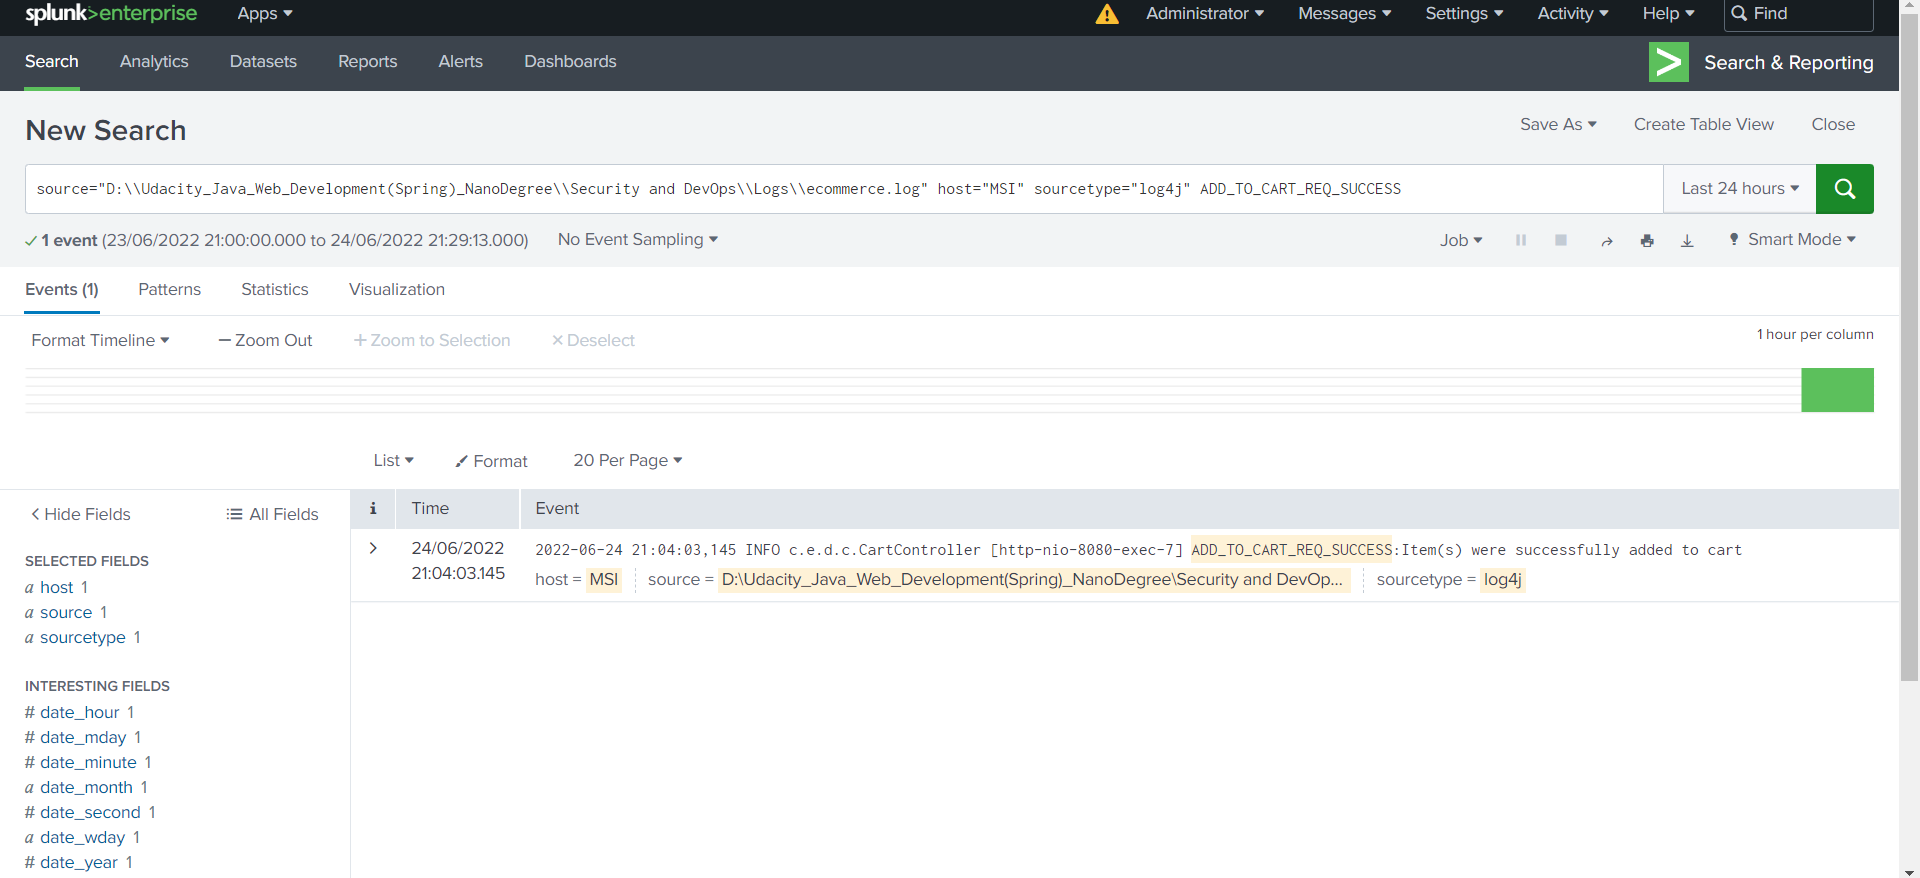 splunk>enterprise Apps Administrator Messages Settings Activity Help Find
Search Analytics Datasets Reports Alerts Dashboards Search & Reporting
New Search Save As Create Table View Close
source="D:\\Udacity_Java_Web_Development(Spring)_NanoDegree\\Security and DevOps\\Logs\\ecommerce.log" host="MSI" sourcetype="log4j" ADD_TO_CART_REQ_SUCCESS Last 24 hours
1 event (23/06/2022 21:00:00.000 to 24/06/2022 21:29:13.000) No Event Sampling Job Smart Mode
Events (1) Patterns Statistics Visualization
Format Timeline — Zoom Out + Zoom to Selection × Deselect 1 hour per column
List Format 20 Per Page
< Hide Fields All Fields
i Time Event
SELECTED FIELDS
a host 1
a source 1
a sourcetype 1
INTERESTING FIELDS
# date_hour 1
# date_mday 1
# date_minute 1
a date_month 1
# date_second 1
a date_wday 1
# date_year 1
> 24/06/2022
21:04:03.145
2022-06-24 21:04:03,145 INFO c.e.d.c.CartController [http-nio-8080-exec-7] ADD_TO_CART_REQ_SUCCESS:Item(s) were successfully added to cart
host = MSI source = D:\Udacity_Java_Web_Development(Spring)_NanoDegree\Security and DevOp... sourcetype = log4j